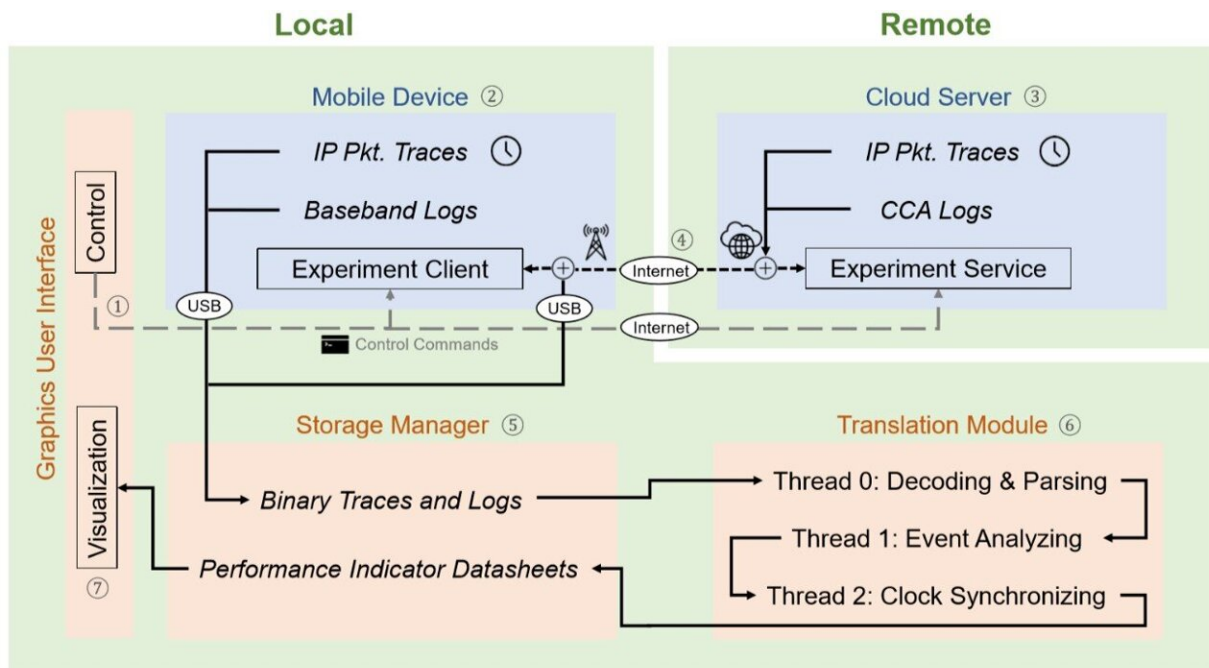 Local
Remote
Mobile Device ②
Cloud Server ③
IP Pkt. Traces
IP Pkt. Traces
Baseband Logs
CCA Logs
Control
④
Experiment Client
Internet
Experiment Service
①
USB
USB
Internet
Control Commands
Graphics User Interface
Storage Manager ⑤
Translation Module ⑥
Visualization
Binary Traces and Logs
Thread 0: Decoding & Parsing
Thread 1: Event Analyzing
Performance Indicator Datasheets
⑦
Thread 2: Clock Synchronizing